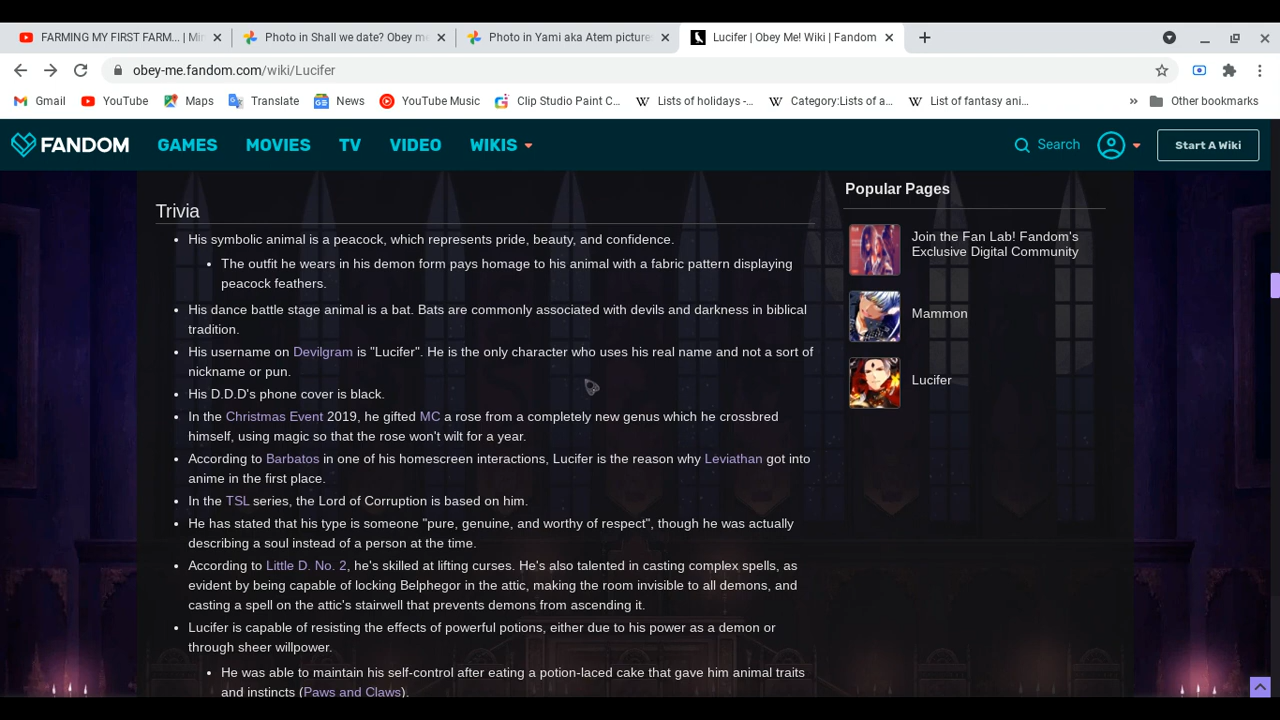 FARMING MY FIRST FARM... | Mi
Photo in Shall we date? Obey me
Photo in Yami aka Atem picture
Lucifer | Obey Me! Wiki | Fandom
obey-me.fandom.com/wiki/Lucifer
Gmail
YouTube
Maps
Translate
News
YouTube Music
Clip Studio Paint C...
Lists of holidays -...
Category:Lists of a...
List of fantasy ani...
Other bookmarks
FANDOM
GAMES
MOVIES
TV
VIDEO
WIKIS
Search
Start A Wiki
Trivia
• His symbolic animal is a peacock, which represents pride, beauty, and confidence.
• The outfit he wears in his demon form pays homage to his animal with a fabric pattern displaying
peacock feathers.
• His dance battle stage animal is a bat. Bats are commonly associated with devils and darkness in biblical
tradition.
• His username on Devilgram is "Lucifer". He is the only character who uses his real name and not a sort of
nickname or pun.
• His D.D.D's phone cover is black.
• In the Christmas Event 2019, he gifted MC a rose from a completely new genus which he crossbred
himself, using magic so that the rose won't wilt for a year.
• According to Barbatos in one of his homescreen interactions, Lucifer is the reason why Leviathan got into
anime in the first place.
• In the TSL series, the Lord of Corruption is based on him.
• He has stated that his type is someone "pure, genuine, and worthy of respect", though he was actually
describing a soul instead of a person at the time.
• According to Little D. No. 2, he's skilled at lifting curses. He's also talented in casting complex spells, as
evident by being capable of locking Belphegor in the attic, making the room invisible to all demons, and
casting a spell on the attic's stairwell that prevents demons from ascending it.
• Lucifer is capable of resisting the effects of powerful potions, either due to his power as a demon or
through sheer willpower.
• He was able to maintain his self-control after eating a potion-laced cake that gave him animal traits
and instincts (Paws and Claws).
Popular Pages
Join the Fan Lab! Fandom's
Exclusive Digital Community
Mammon
Lucifer